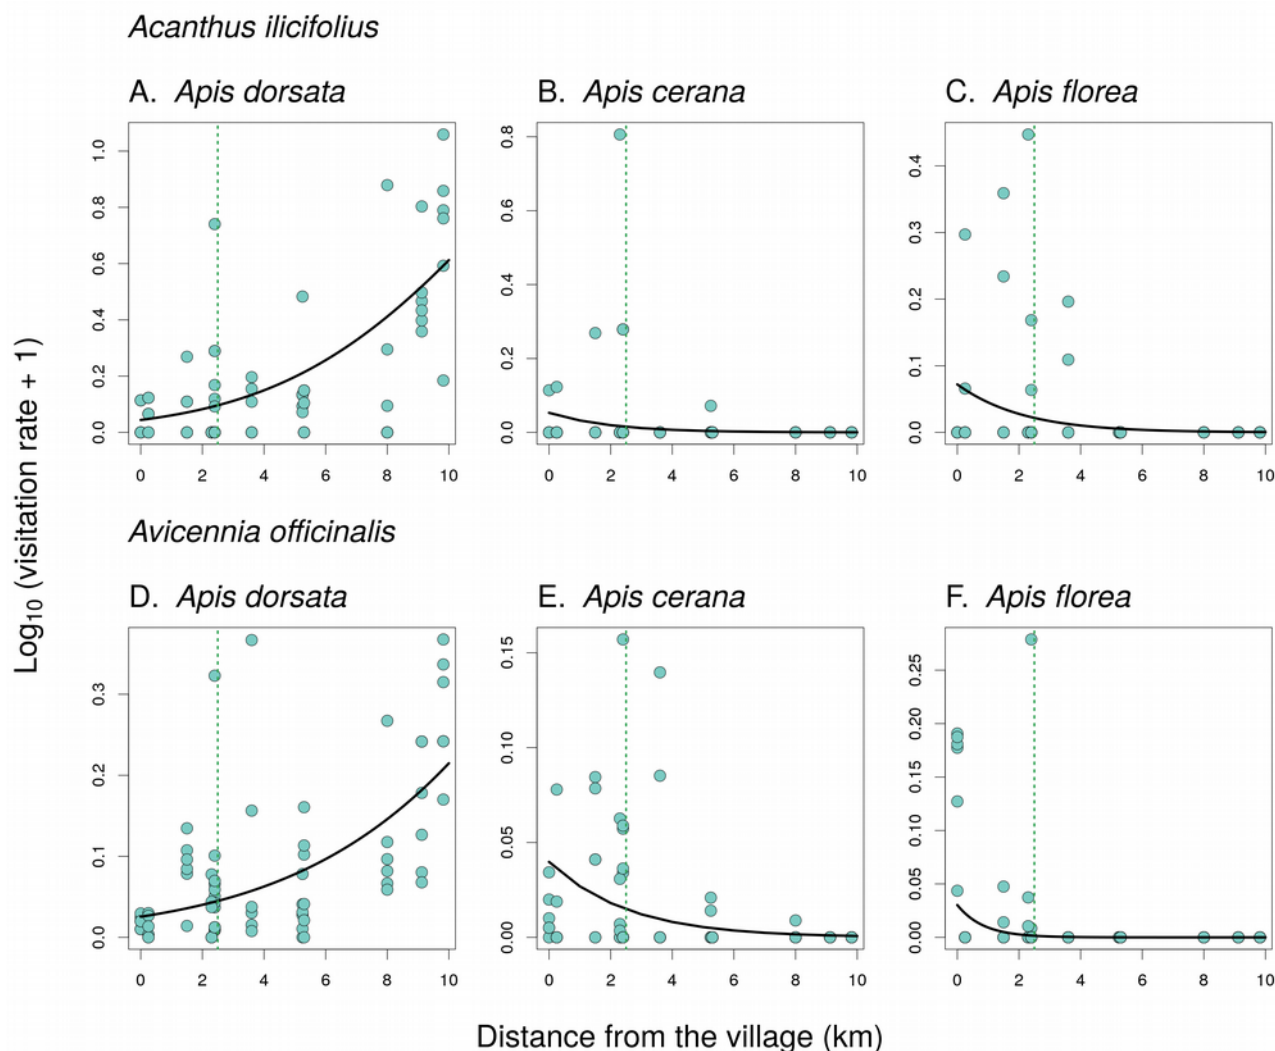 Acanthus ilicifolius
A. Apis dorsata
B. Apis cerana
C. Apis florea
0.0 0.2 0.4 0.6 0.8 1.0
0 2 4 6 8 10
0.0 0.2 0.4 0.6 0.8
0 2 4 6 8 10
0.0 0.1 0.2 0.3 0.4
0 2 4 6 8 10
Log10 (visitation rate + 1)
Avicennia officinalis
D. Apis dorsata
E. Apis cerana
F. Apis florea
0.0 0.1 0.2 0.3
0 2 4 6 8 10
0.00 0.05 0.10 0.15
0 2 4 6 8 10
0.00 0.05 0.10 0.15 0.20 0.25
0 2 4 6 8 10
Distance from the village (km)